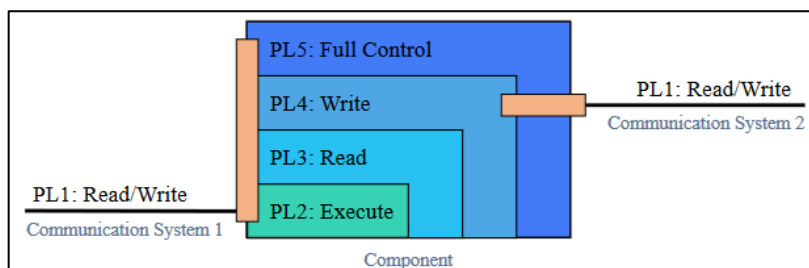 PL5: Full Control
PL4: Write
PL1: Read/Write
Communication System 2
PL3: Read
PL1: Read/Write
PL2: Execute
Communication System 1
Component